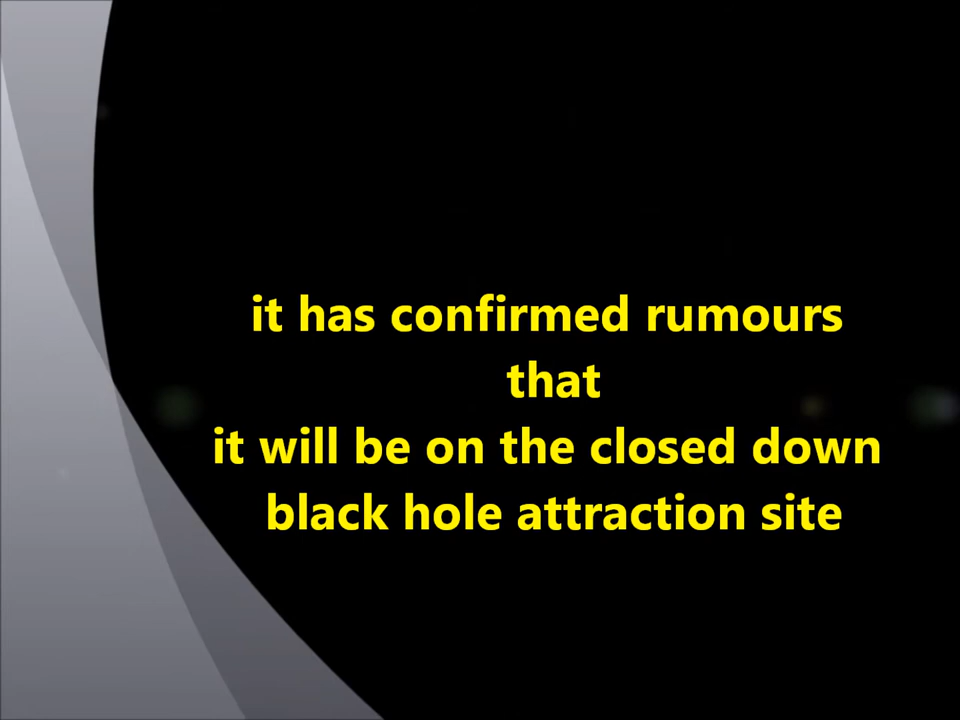 it has confirmed rumours
that
it will be on the closed down
black hole attraction site